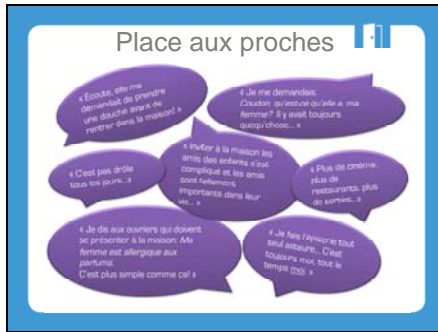 Place aux proches
« Écoute, elle me
demandait de prendre
une douche avant de
rentrer dans la maison! »
« Je me demandais:
Coudon, qu'est-ce qu'elle a, ma
femme? Il y avait toujours
quequ'chose... »
« Inviter à la maison les
amis des enfants c'est
compliqué et les amis
sont tellement
importants dans leur
vie... »
« C'est pas drôle
tous les jours...»
« Plus de cinéma,
plus de
restaurants, plus
de sorties... »
« Je dis aux ouvriers qui doivent
se présenter à la maison: Ma
femme est allergique aux
parfums.
C'est plus simple comme ça! »
« Je fais l'épicerie tout
seul asteure... C'est
toujours moi, tout le
temps moi. »